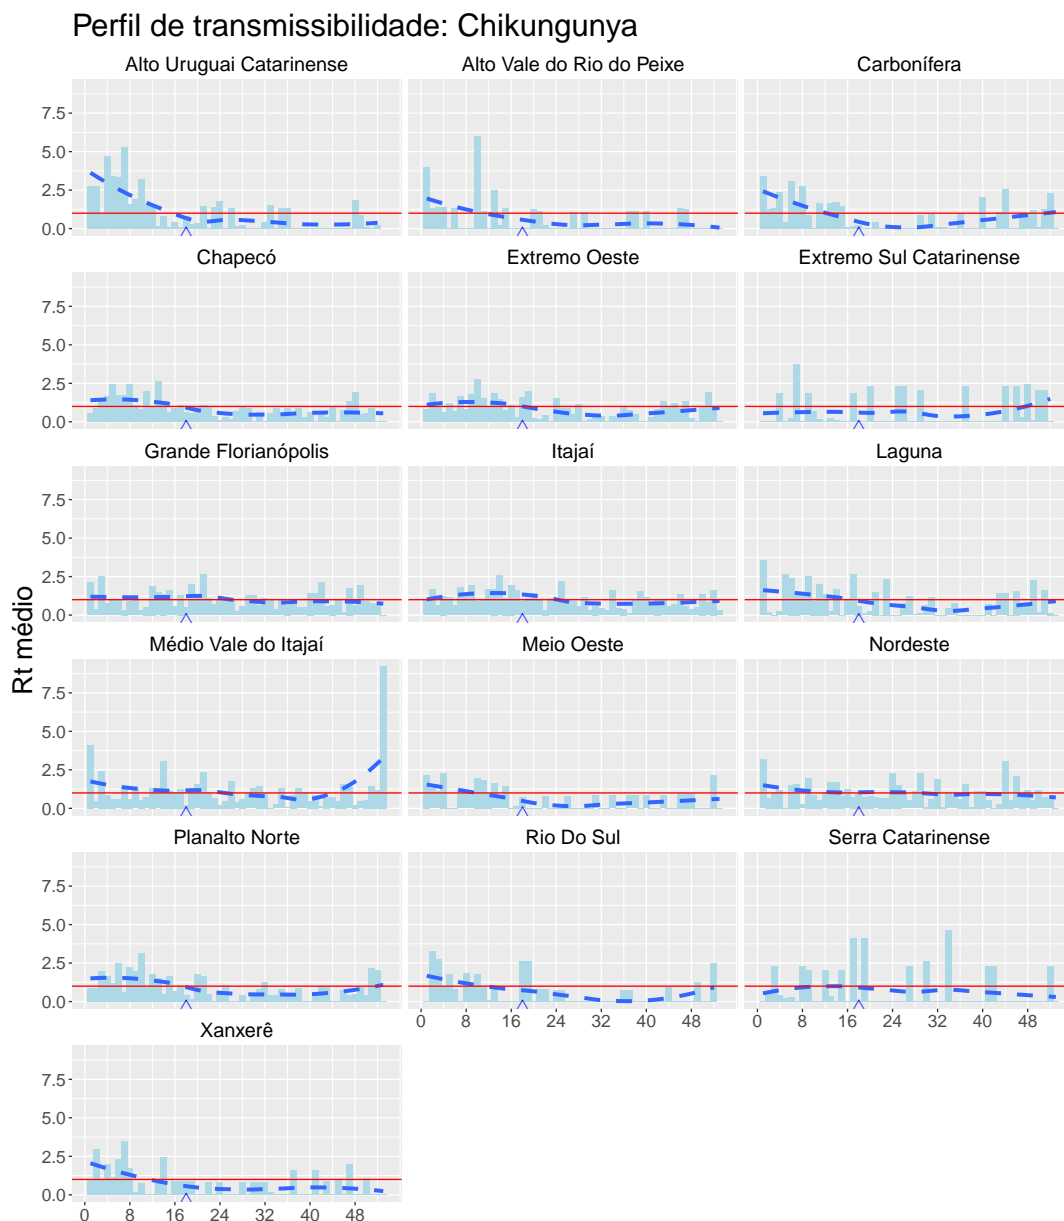 Perfil de transmissibilidade: Chikungunya
Alto Uruguai Catarinense
Alto Vale do Rio do Peixe
Carbonífera
7.5
5.0
2.5
0.0
Chapecó
Extremo Oeste
Extremo Sul Catarinense
7.5
5.0
2.5
0.0
Grande Florianópolis
Itajaí
Laguna
7.5
5.0
2.5
0.0
Rt médio
Médio Vale do Itajaí
Meio Oeste
Nordeste
7.5
5.0
2.5
0.0
Planalto Norte
Rio Do Sul
Serra Catarinense
7.5
5.0
2.5
0.0
0 8 16 24 32 40 48
0 8 16 24 32 40 48
Xanxerê
7.5
5.0
2.5
0.0
0 8 16 24 32 40 48